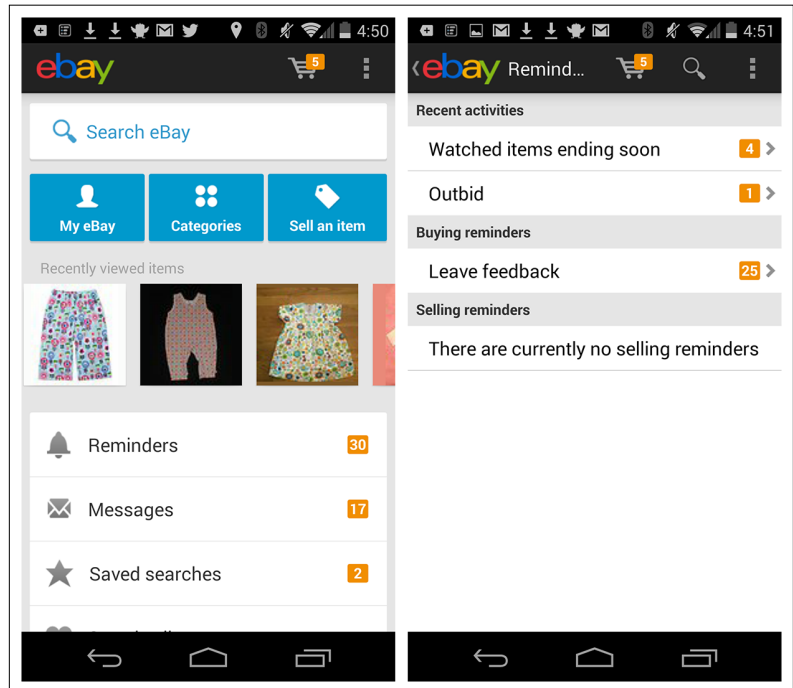 4:50
ebay
5
Search eBay
My eBay
Categories
Sell an item
Recently viewed items
Reminders 30
Messages 17
Saved searches 2
4:51
ebay Remind... 5
Recent activities
Watched items ending soon 4
Outbid 1
Buying reminders
Leave feedback 25
Selling reminders
There are currently no selling reminders